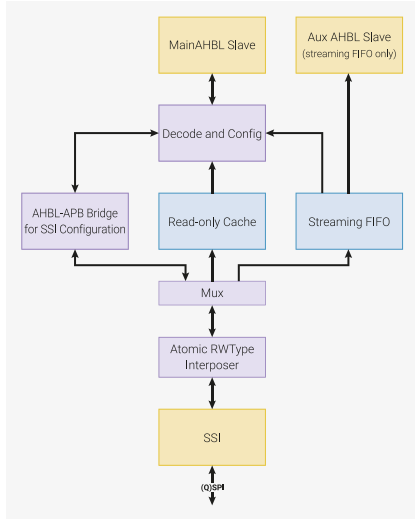 MainAHBL Slave
Aux AHBL Slave
(streaming FIFO only)
Decode and Config
AHBL-APB Bridge
for SSI Configuration
Read-only Cache
Streaming FIFO
Mux
Atomic RWType
Interposer
SSI
(Q)SPI